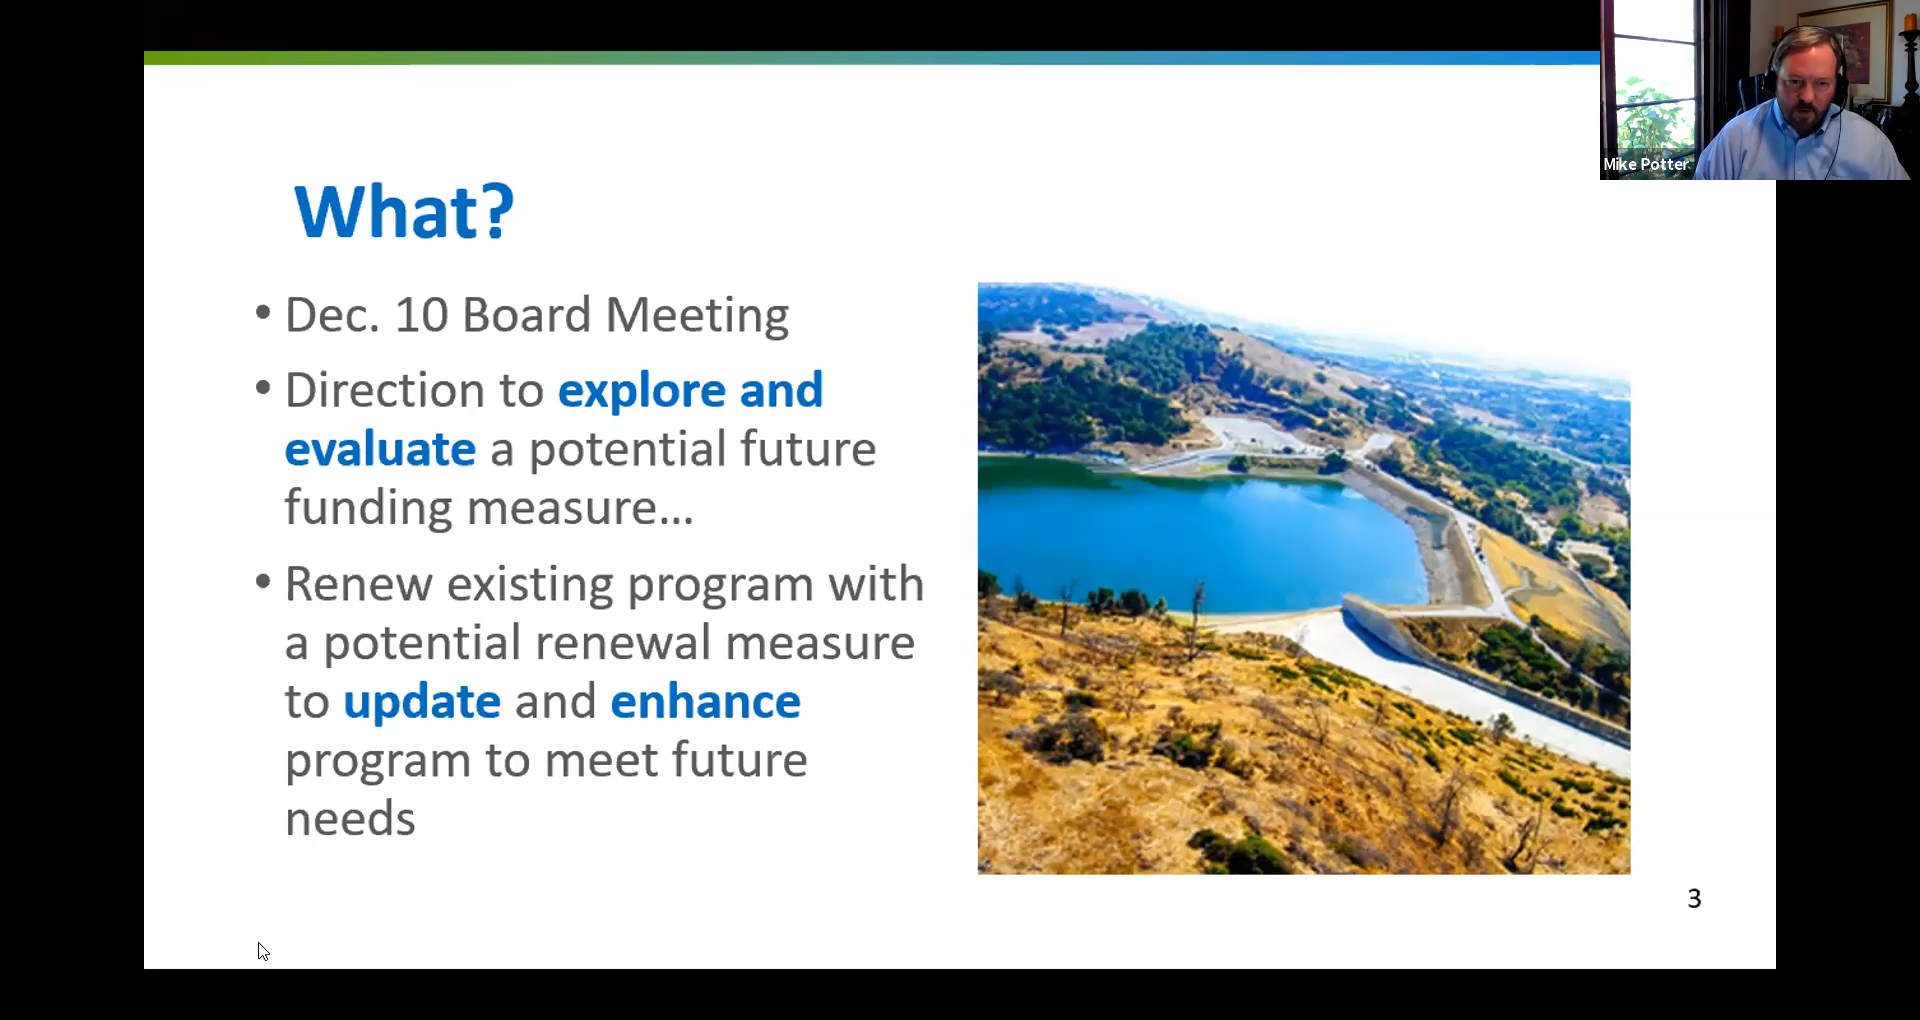 Mike Potter
What?
• Dec. 10 Board Meeting
• Direction to explore and
evaluate a potential future
funding measure...
• Renew existing program with
a potential renewal measure
to update and enhance
program to meet future
needs
3